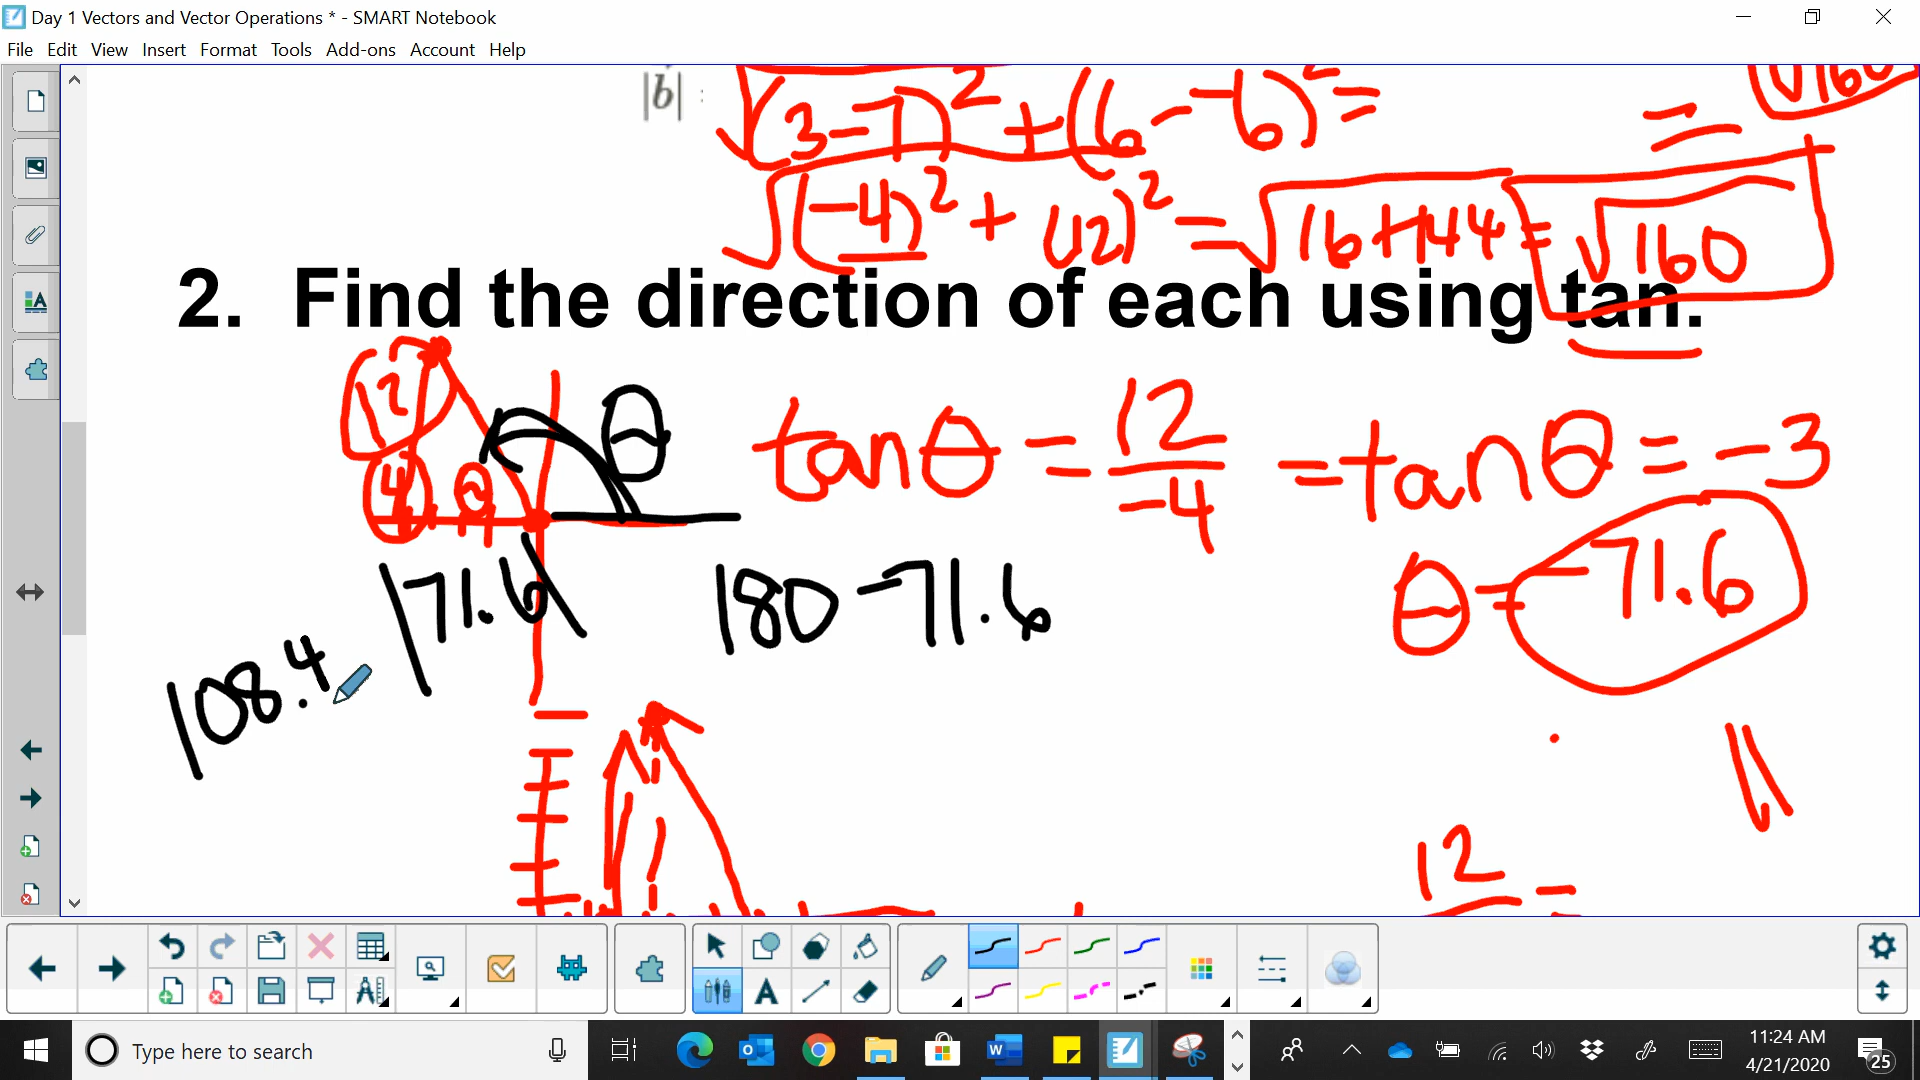 Day 1 Vectors and Vector Operations * - SMART Notebook
File Edit View Insert Format Tools Add-ons Account Help
|b| :
√(3-7)² + (6--6)² =
= √160
√(-4)² + (12)² = √16+144 = √160
2. Find the direction of each using tan.
12
4 θ
θ
tanθ = 12/-4 = tanθ = -3
θ = -71.6
|71.6|
180-71.6
108.4
12 =
A
Type here to search
11:24 AM
4/21/2020
25